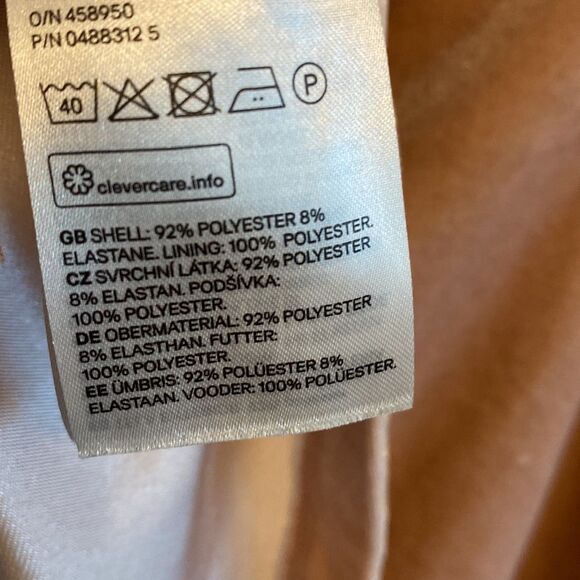 O/N 458950
P/N 0488312 5
40 P
clevercare.info
GB SHELL: 92% POLYESTER 8%
ELASTANE. LINING: 100% POLYESTER.
CZ SVRCHNÍ LÁTKA: 92% POLYESTER
8% ELASTAN. PODŠÍVKA:
100% POLYESTER.
DE OBERMATERIAL: 92% POLYESTER
8% ELASTHAN. FUTTER:
100% POLYESTER.
EE ÜMBRIS: 92% POLÜESTER 8%
ELASTAAN. VOODER: 100% POLÜESTER.